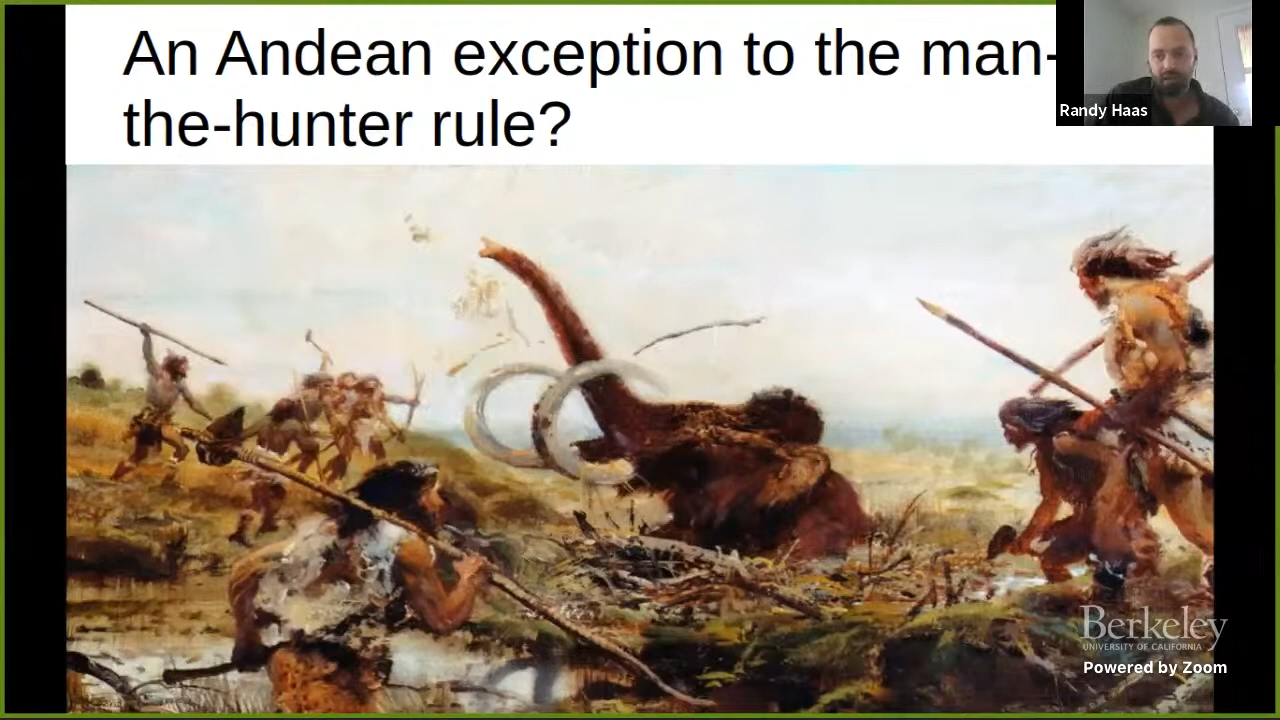 An Andean exception to the man-
the-hunter rule?
Randy Haas
Berkeley
UNIVERSITY OF CALIFORNIA
Powered by Zoom